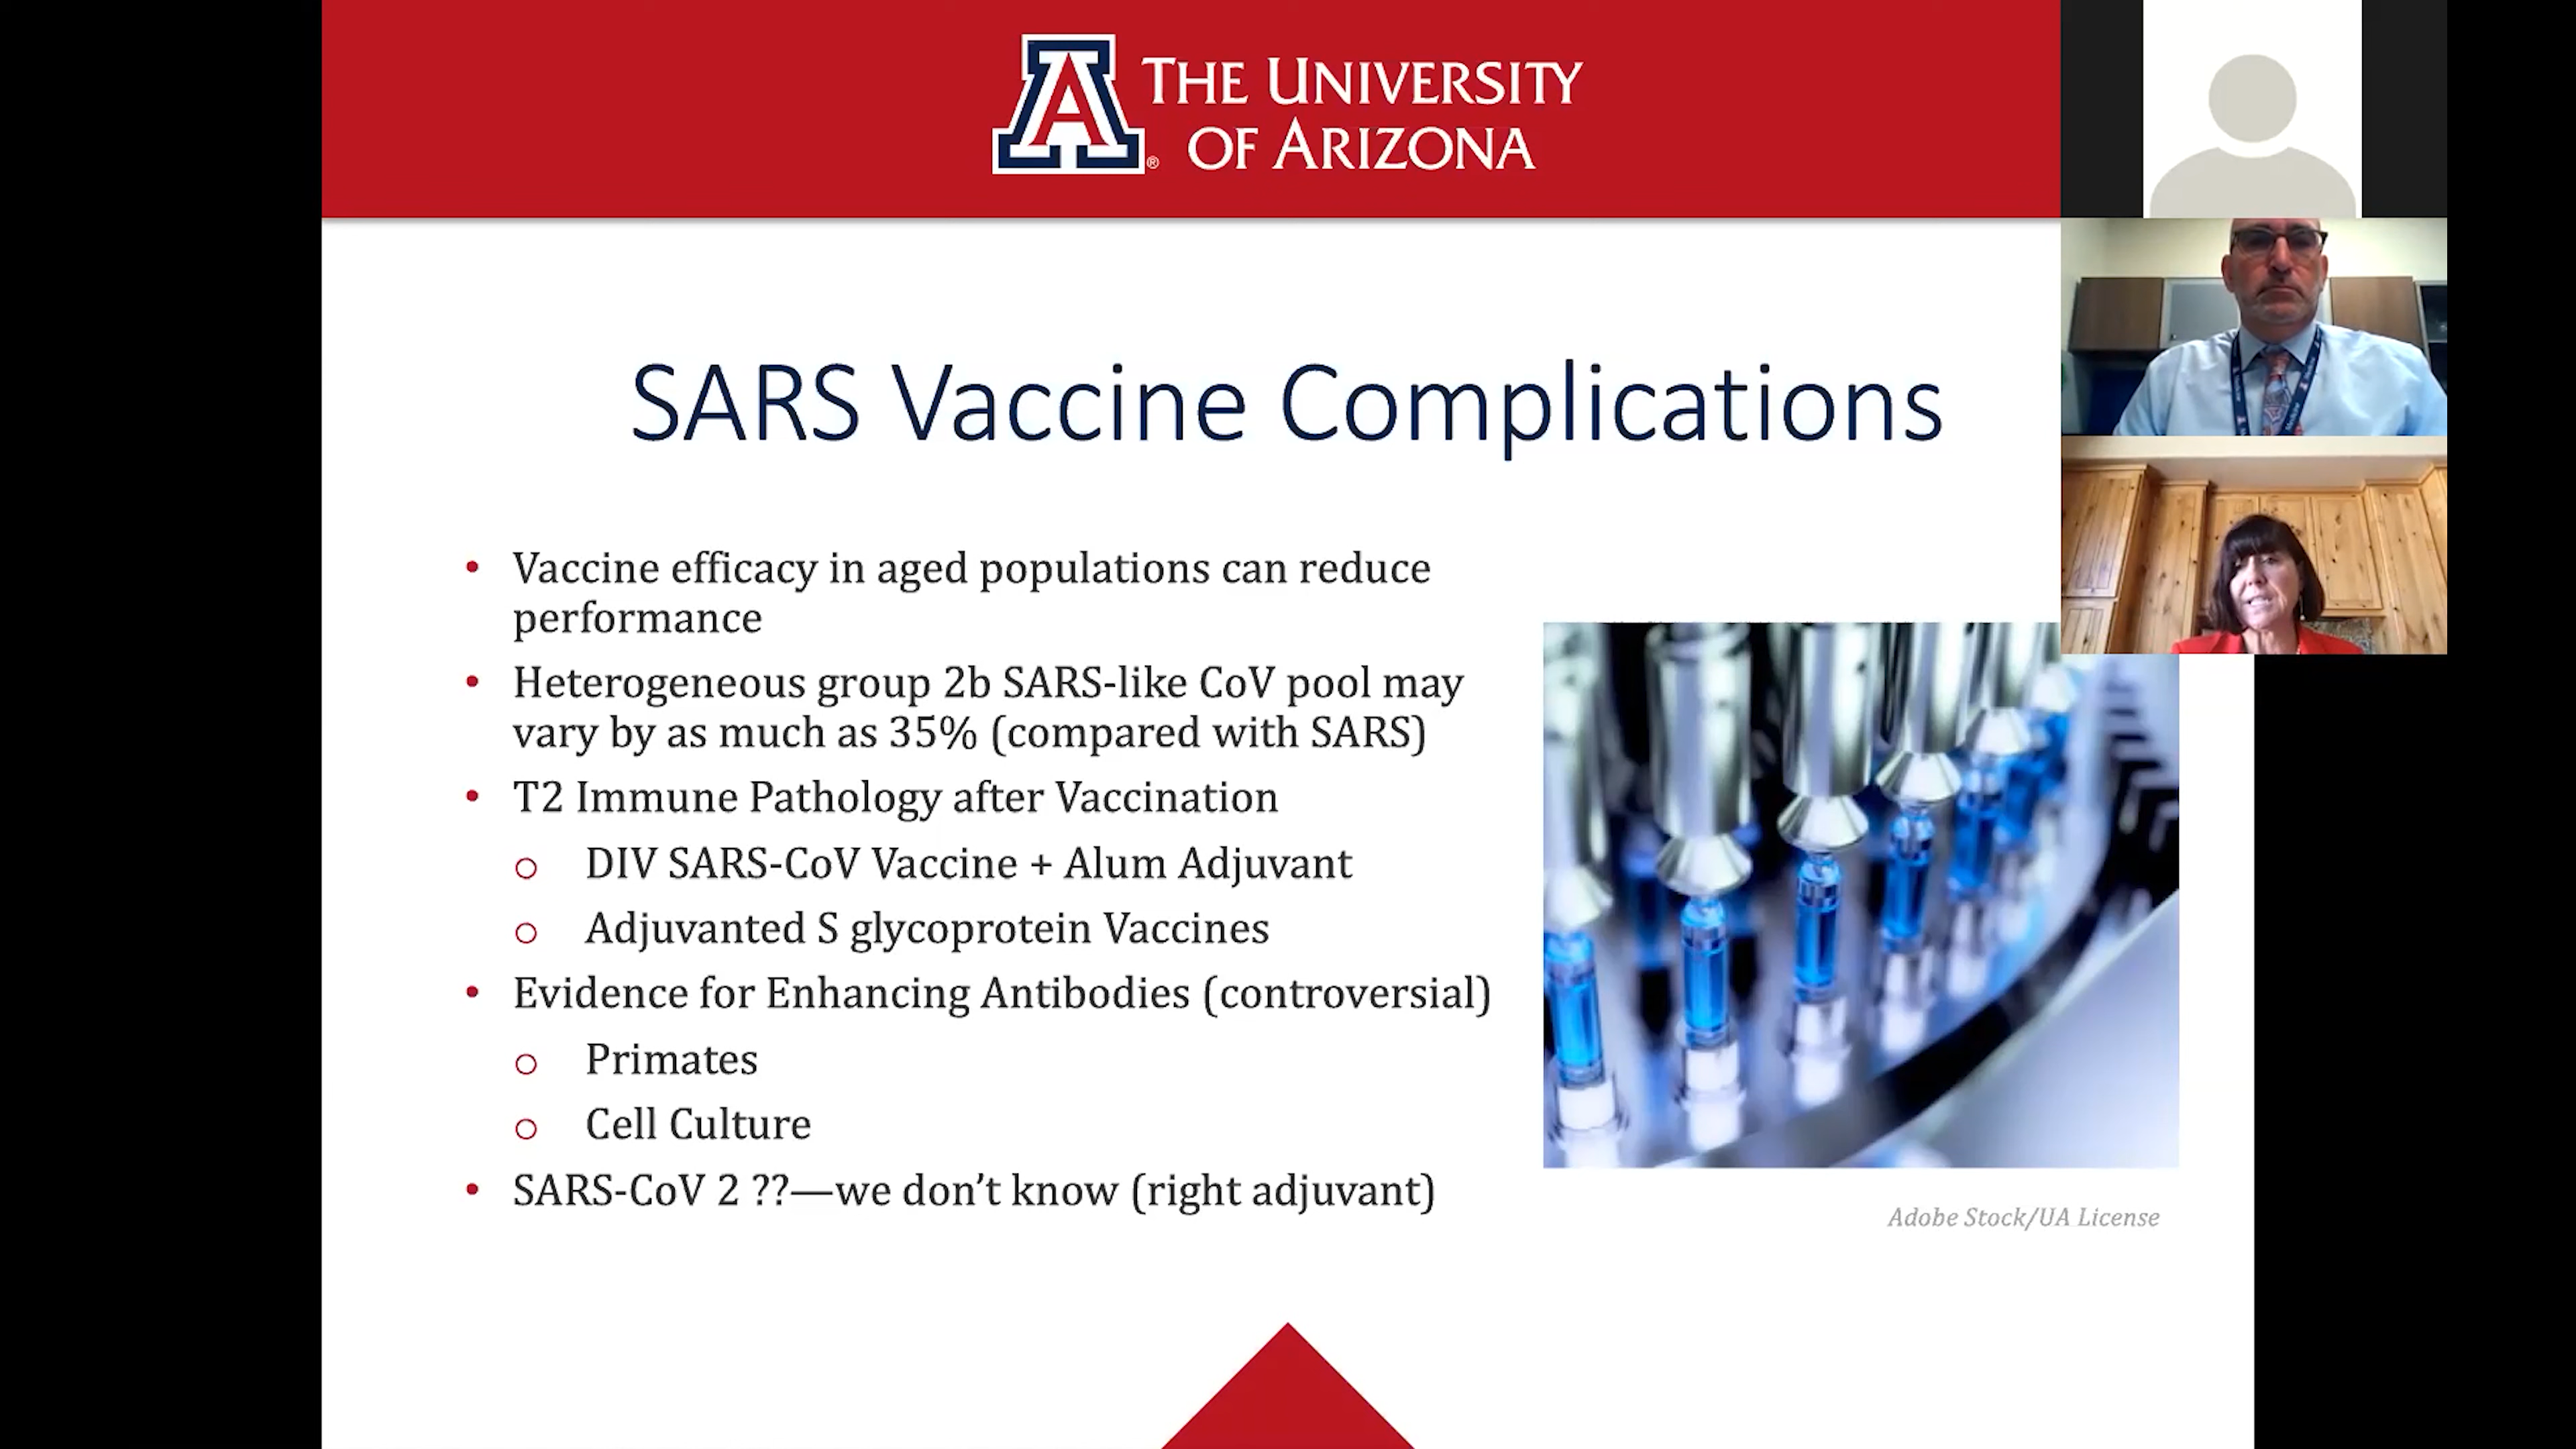 THE UNIVERSITY
OF ARIZONA
®
SARS Vaccine Complications
• Vaccine efficacy in aged populations can reduce
performance
• Heterogeneous group 2b SARS-like CoV pool may
vary by as much as 35% (compared with SARS)
• T2 Immune Pathology after Vaccination
o DIV SARS-CoV Vaccine + Alum Adjuvant
o Adjuvanted S glycoprotein Vaccines
• Evidence for Enhancing Antibodies (controversial)
o Primates
o Cell Culture
• SARS-CoV 2 ??—we don’t know (right adjuvant)
Adobe Stock/UA License